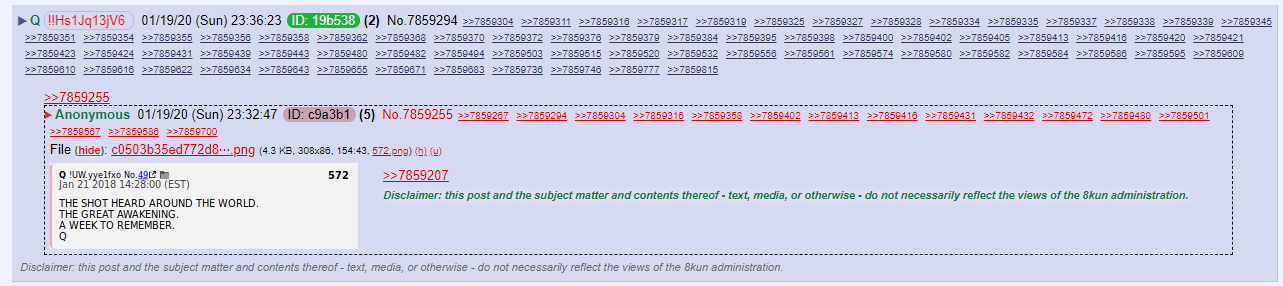 ▶ Q !!Hs1Jq13jV6 01/19/20 (Sun) 23:36:23 ID: 19b538 (2) No.7859294 >>7859304 >>7859311 >>7859316 >>7859317 >>7859319 >>7859325 >>7859327 >>7859328 >>7859334 >>7859335 >>7859337 >>7859338 >>7859339 >>7859345
>>7859351 >>7859354 >>7859355 >>7859356 >>7859358 >>7859362 >>7859368 >>7859370 >>7859372 >>7859376 >>7859379 >>7859384 >>7859395 >>7859398 >>7859400 >>7859402 >>7859405 >>7859413 >>7859416 >>7859420 >>7859421
>>7859423 >>7859424 >>7859431 >>7859439 >>7859443 >>7859480 >>7859482 >>7859494 >>7859503 >>7859515 >>7859520 >>7859532 >>7859556 >>7859561 >>7859574 >>7859580 >>7859582 >>7859584 >>7859586 >>7859595 >>7859609
>>7859610 >>7859616 >>7859622 >>7859634 >>7859643 >>7859655 >>7859671 >>7859683 >>7859736 >>7859746 >>7859777 >>7859815
>>7859255
▶ Anonymous 01/19/20 (Sun) 23:32:47 ID: c9a3b1 (5) No.7859255 >>7859267 >>7859294 >>7859304 >>7859316 >>7859358 >>7859402 >>7859413 >>7859416 >>7859431 >>7859432 >>7859472 >>7859480 >>7859501
>>7859567 >>7859586 >>7859700
File (hide): c0503b35ed772d8⋯.png (4.3 KB, 308x86, 154:43, 572.png) (h) (u)
Q !UW.yye1fxo No.49 572
Jan 21 2018 14:28:00 (EST)
THE SHOT HEARD AROUND THE WORLD.
THE GREAT AWAKENING.
A WEEK TO REMEMBER.
Q
>>7859207
Disclaimer: this post and the subject matter and contents thereof - text, media, or otherwise - do not necessarily reflect the views of the 8kun administration.
Disclaimer: this post and the subject matter and contents thereof - text, media, or otherwise - do not necessarily reflect the views of the 8kun administration.